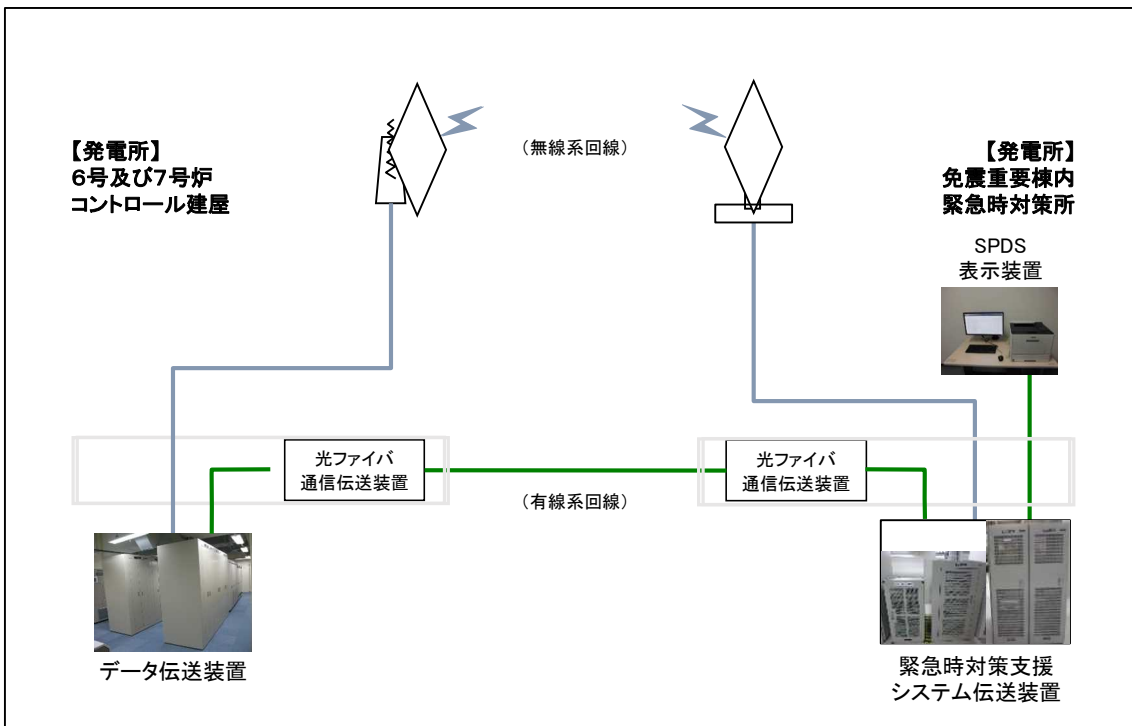 【発電所】
6号及び7号炉
コントロール建屋
(無線系回線)
【発電所】
免震重要棟内
緊急時対策所
SPDS
表示装置
光ファイバ
通信伝送装置
光ファイバ
通信伝送装置
(有線系回線)
データ伝送装置
緊急時対策支援
システム伝送装置